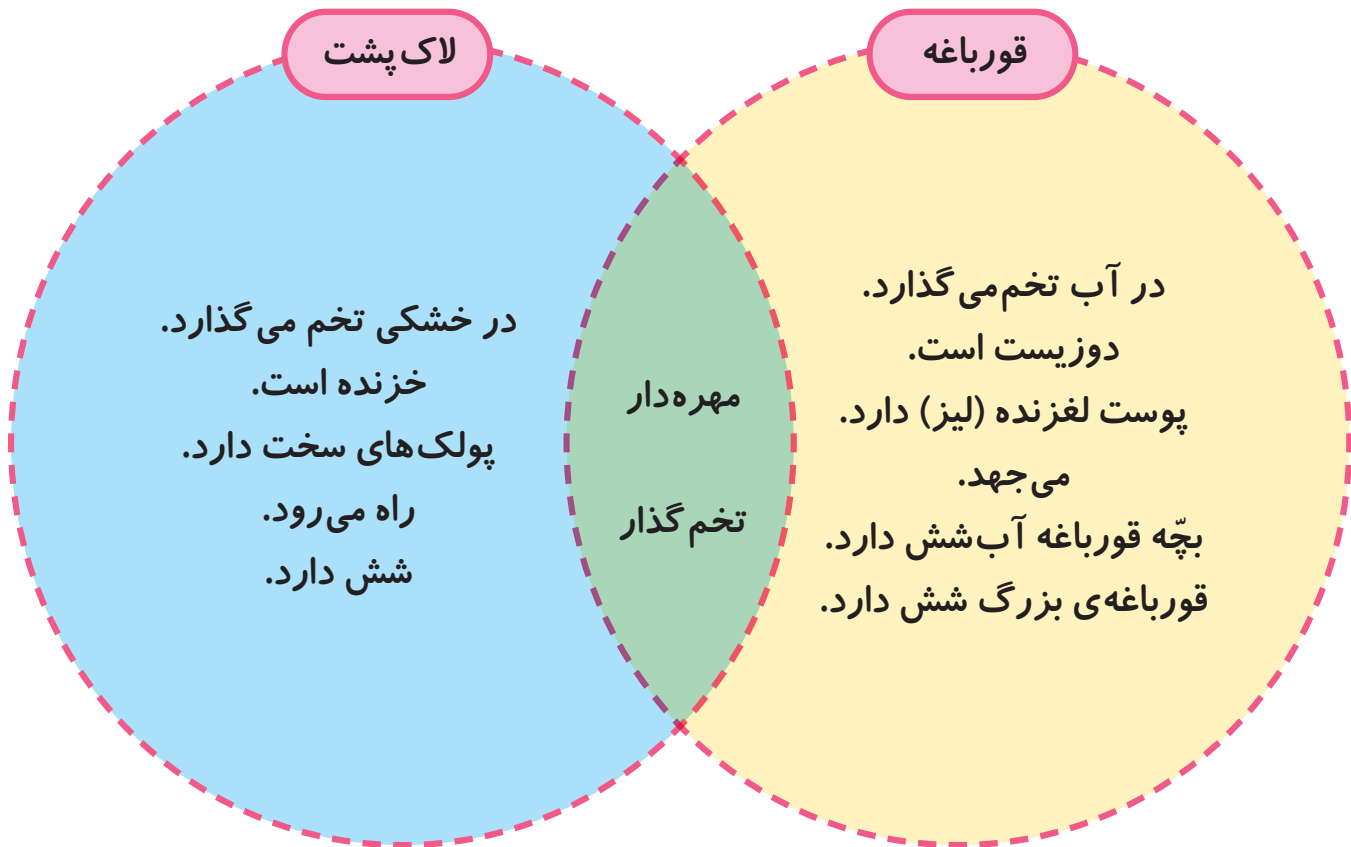 قورباغه
در آب تخم‌می‌گذارد.
دوزیست است.
پوست لغزنده (لیز) دارد.
می‌جهد.
بچّه قورباغه آب‌شش دارد.
قورباغه‌ی بزرگ شش دارد.
مهره‌دار
تخم‌گذار
لاک‌پشت
در خشکی تخم می‌گذارد.
خزنده است.
پولک‌های سخت دارد.
راه می‌رود.
شش دارد.